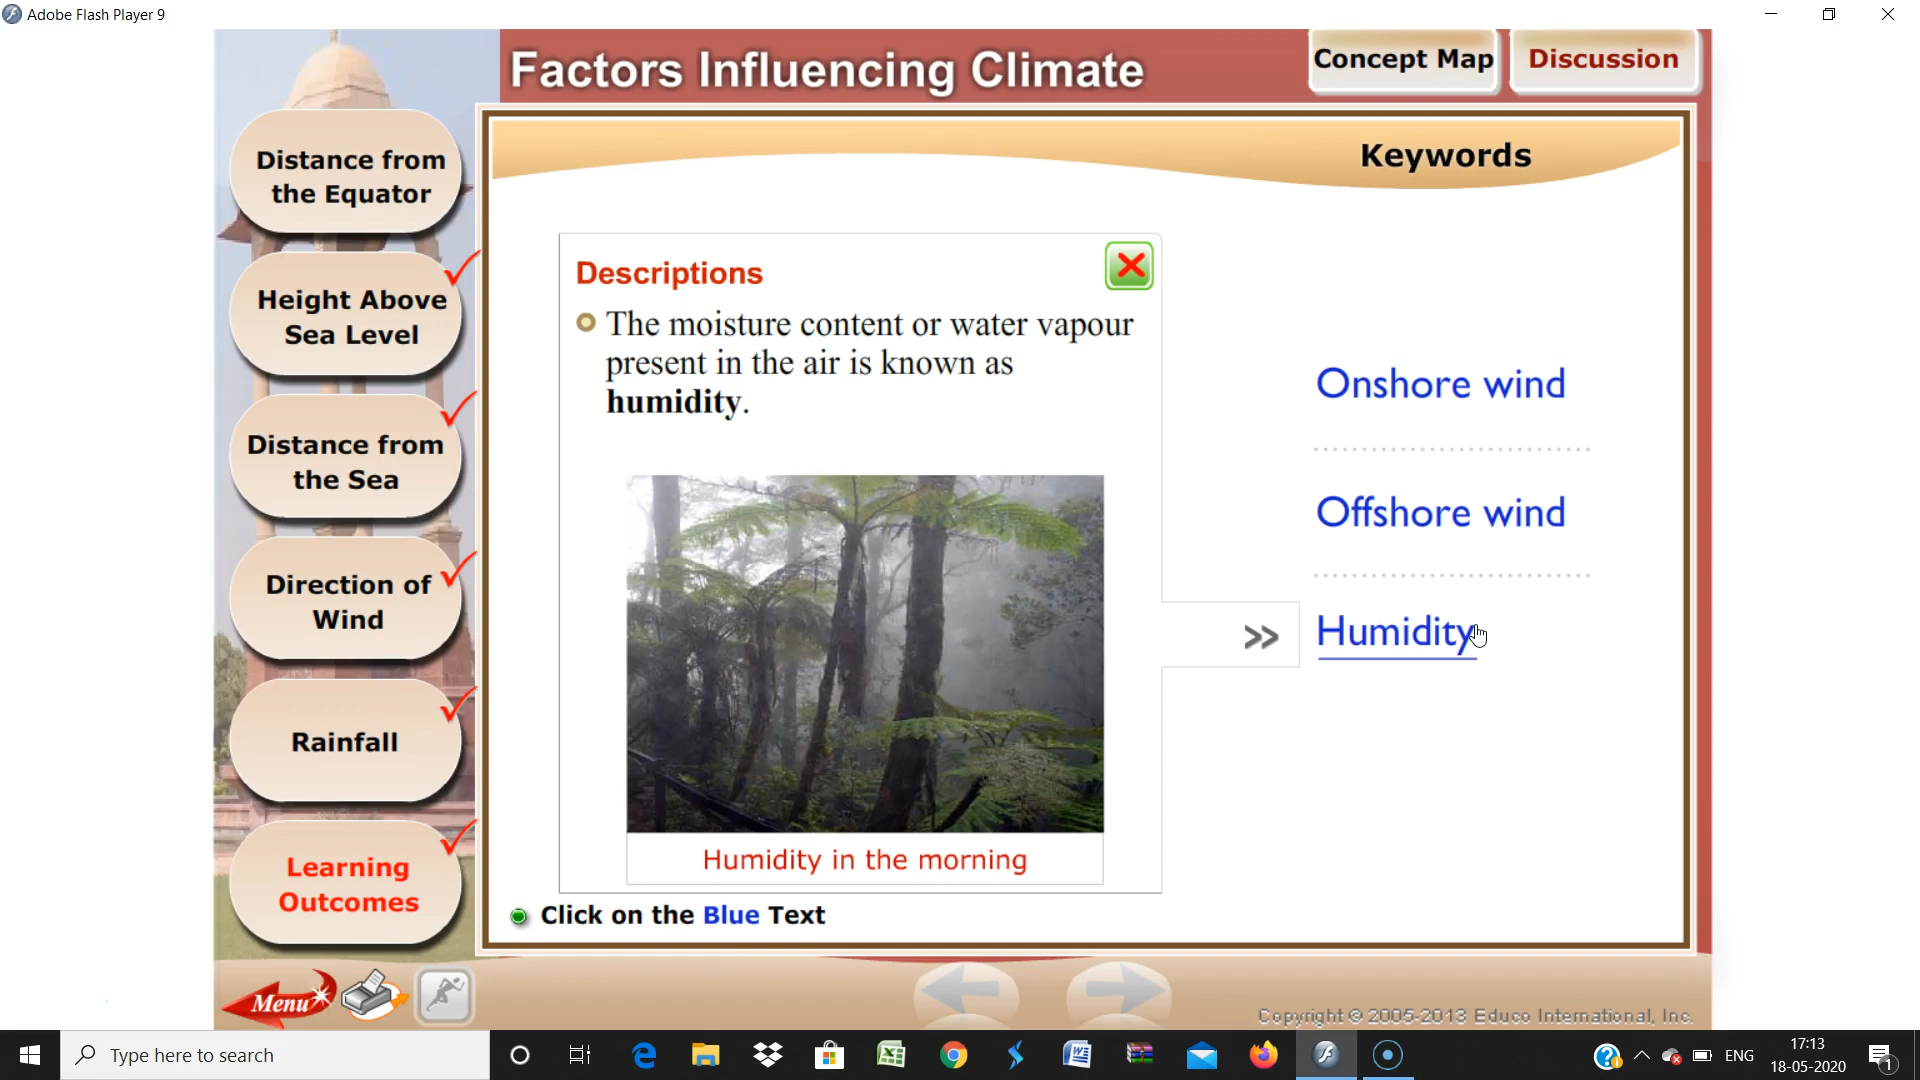 Adobe Flash Player 9
Factors Influencing Climate
Concept Map
Discussion
Distance from
the Equator
Height Above
Sea Level
Distance from
the Sea
Direction of
Wind
Rainfall
Learning
Outcomes
Keywords
Descriptions
The moisture content or water vapour
present in the air is known as
humidity.
Humidity in the morning
Onshore wind
Offshore wind
Humidity
Click on the Blue Text
Menu
Copyright © 2005-2013 Educo International, Inc.
Type here to search
ENG
17:13
18-05-2020
1